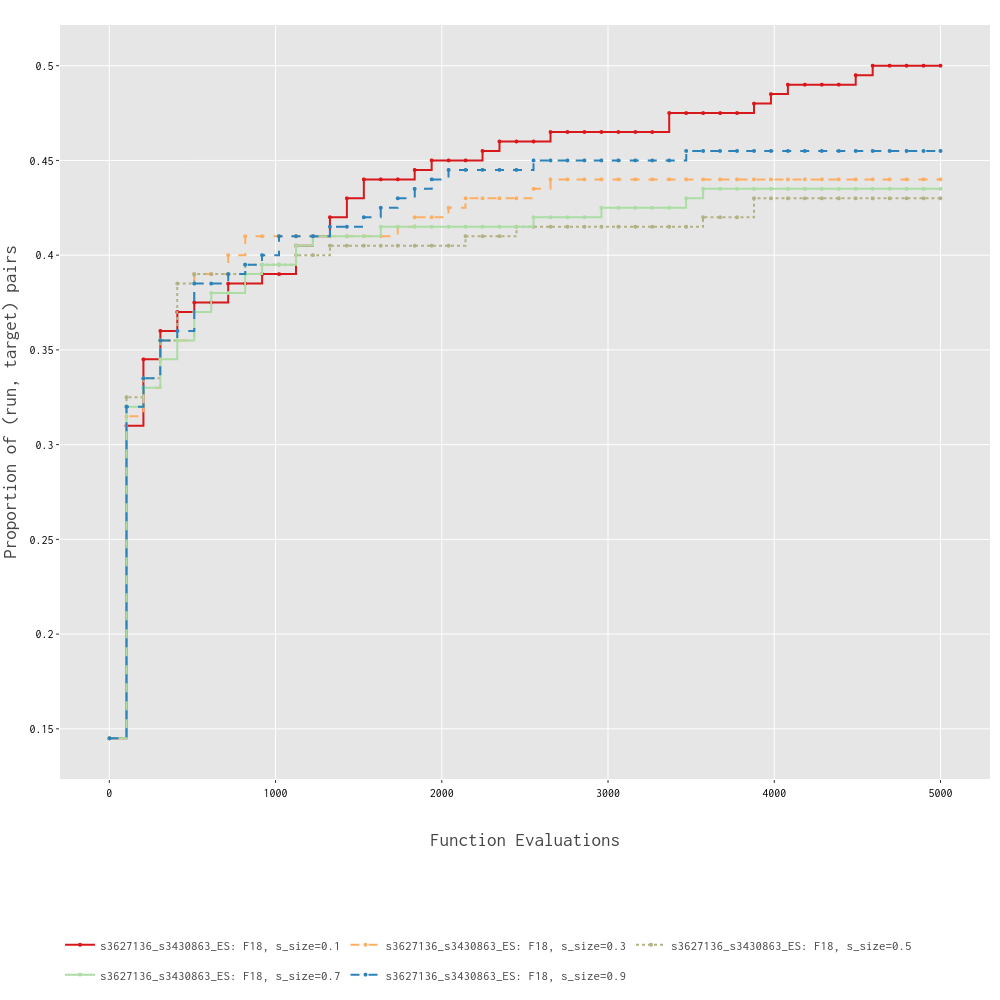 Proportion of (run, target) pairs
0.5
0.45
0.4
0.35
0.3
0.25
0.2
0.15
0 1000 2000 3000 4000 5000
Function Evaluations
s3627136_s3430863_ES: F18, s_size=0.1 s3627136_s3430863_ES: F18, s_size=0.3 s3627136_s3430863_ES: F18, s_size=0.5
s3627136_s3430863_ES: F18, s_size=0.7 s3627136_s3430863_ES: F18, s_size=0.9